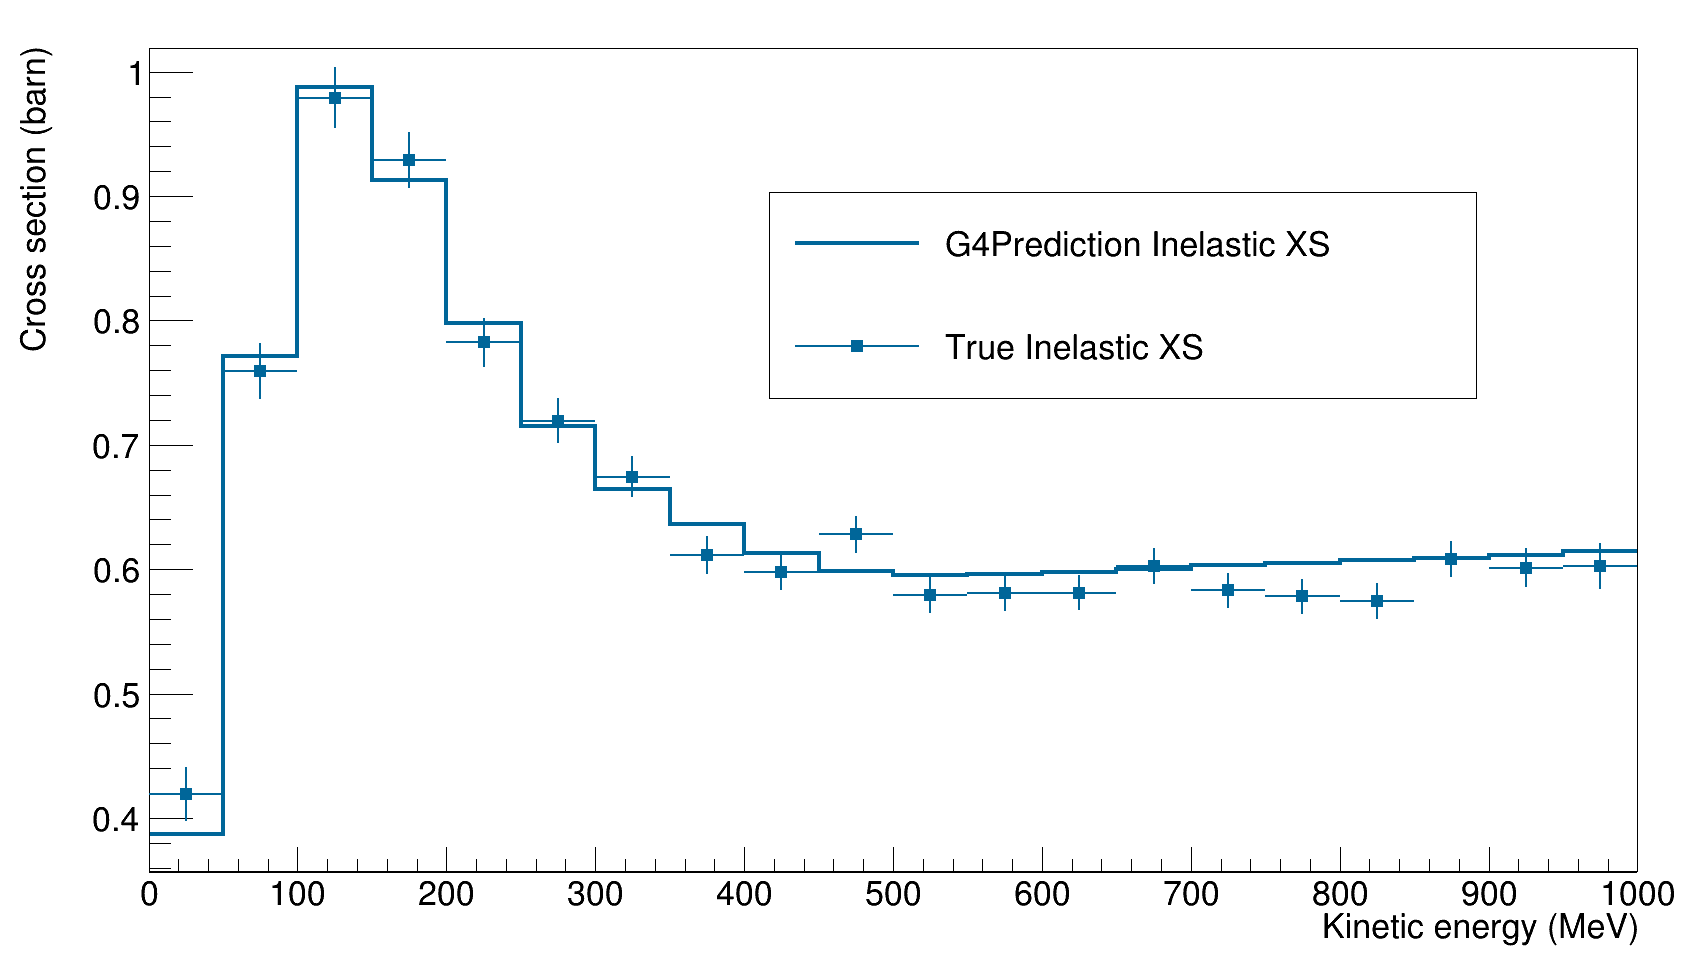 Cross section (barn)
1
0.9
0.8
0.7
0.6
0.5
0.4
G4Prediction Inelastic XS
True Inelastic XS
0 100 200 300 400 500 600 700 800 900 1000
Kinetic energy (MeV)